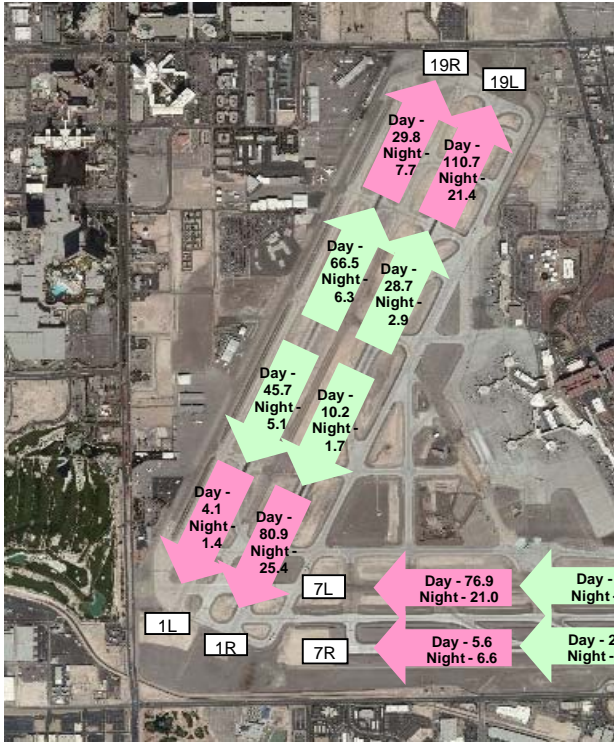 19R
19L
Day -
29.8
Night -
7.7
Day -
110.7
Night -
21.4
Day -
66.5
Night -
6.3
Day -
28.7
Night -
2.9
Day -
45.7
Night -
5.1
Day -
10.2
Night -
1.7
Day -
4.1
Night -
1.4
Day -
80.9
Night -
25.4
7L
Day - 76.9
Night - 21.0
Day -
Night -
1L
1R
7R
Day - 5.6
Night - 6.6
Day - 2
Night -